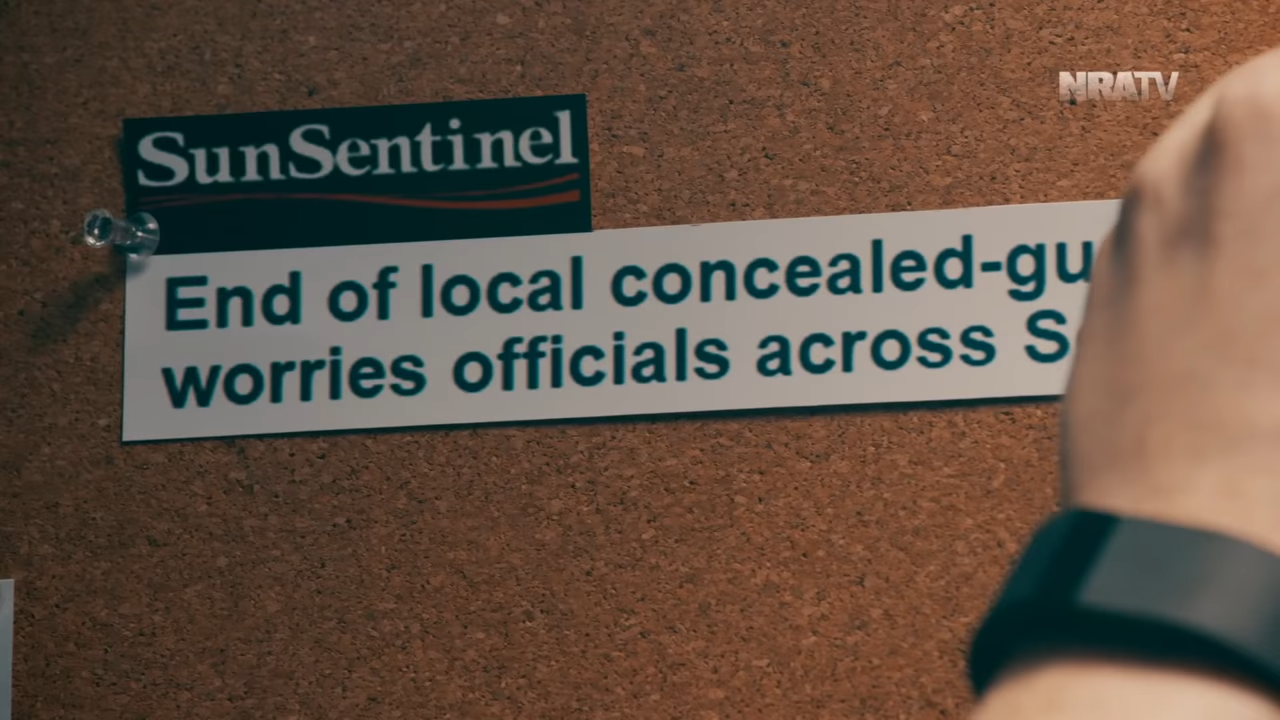 NRATV
SunSentinel
End of local concealed-gu
worries officials across S